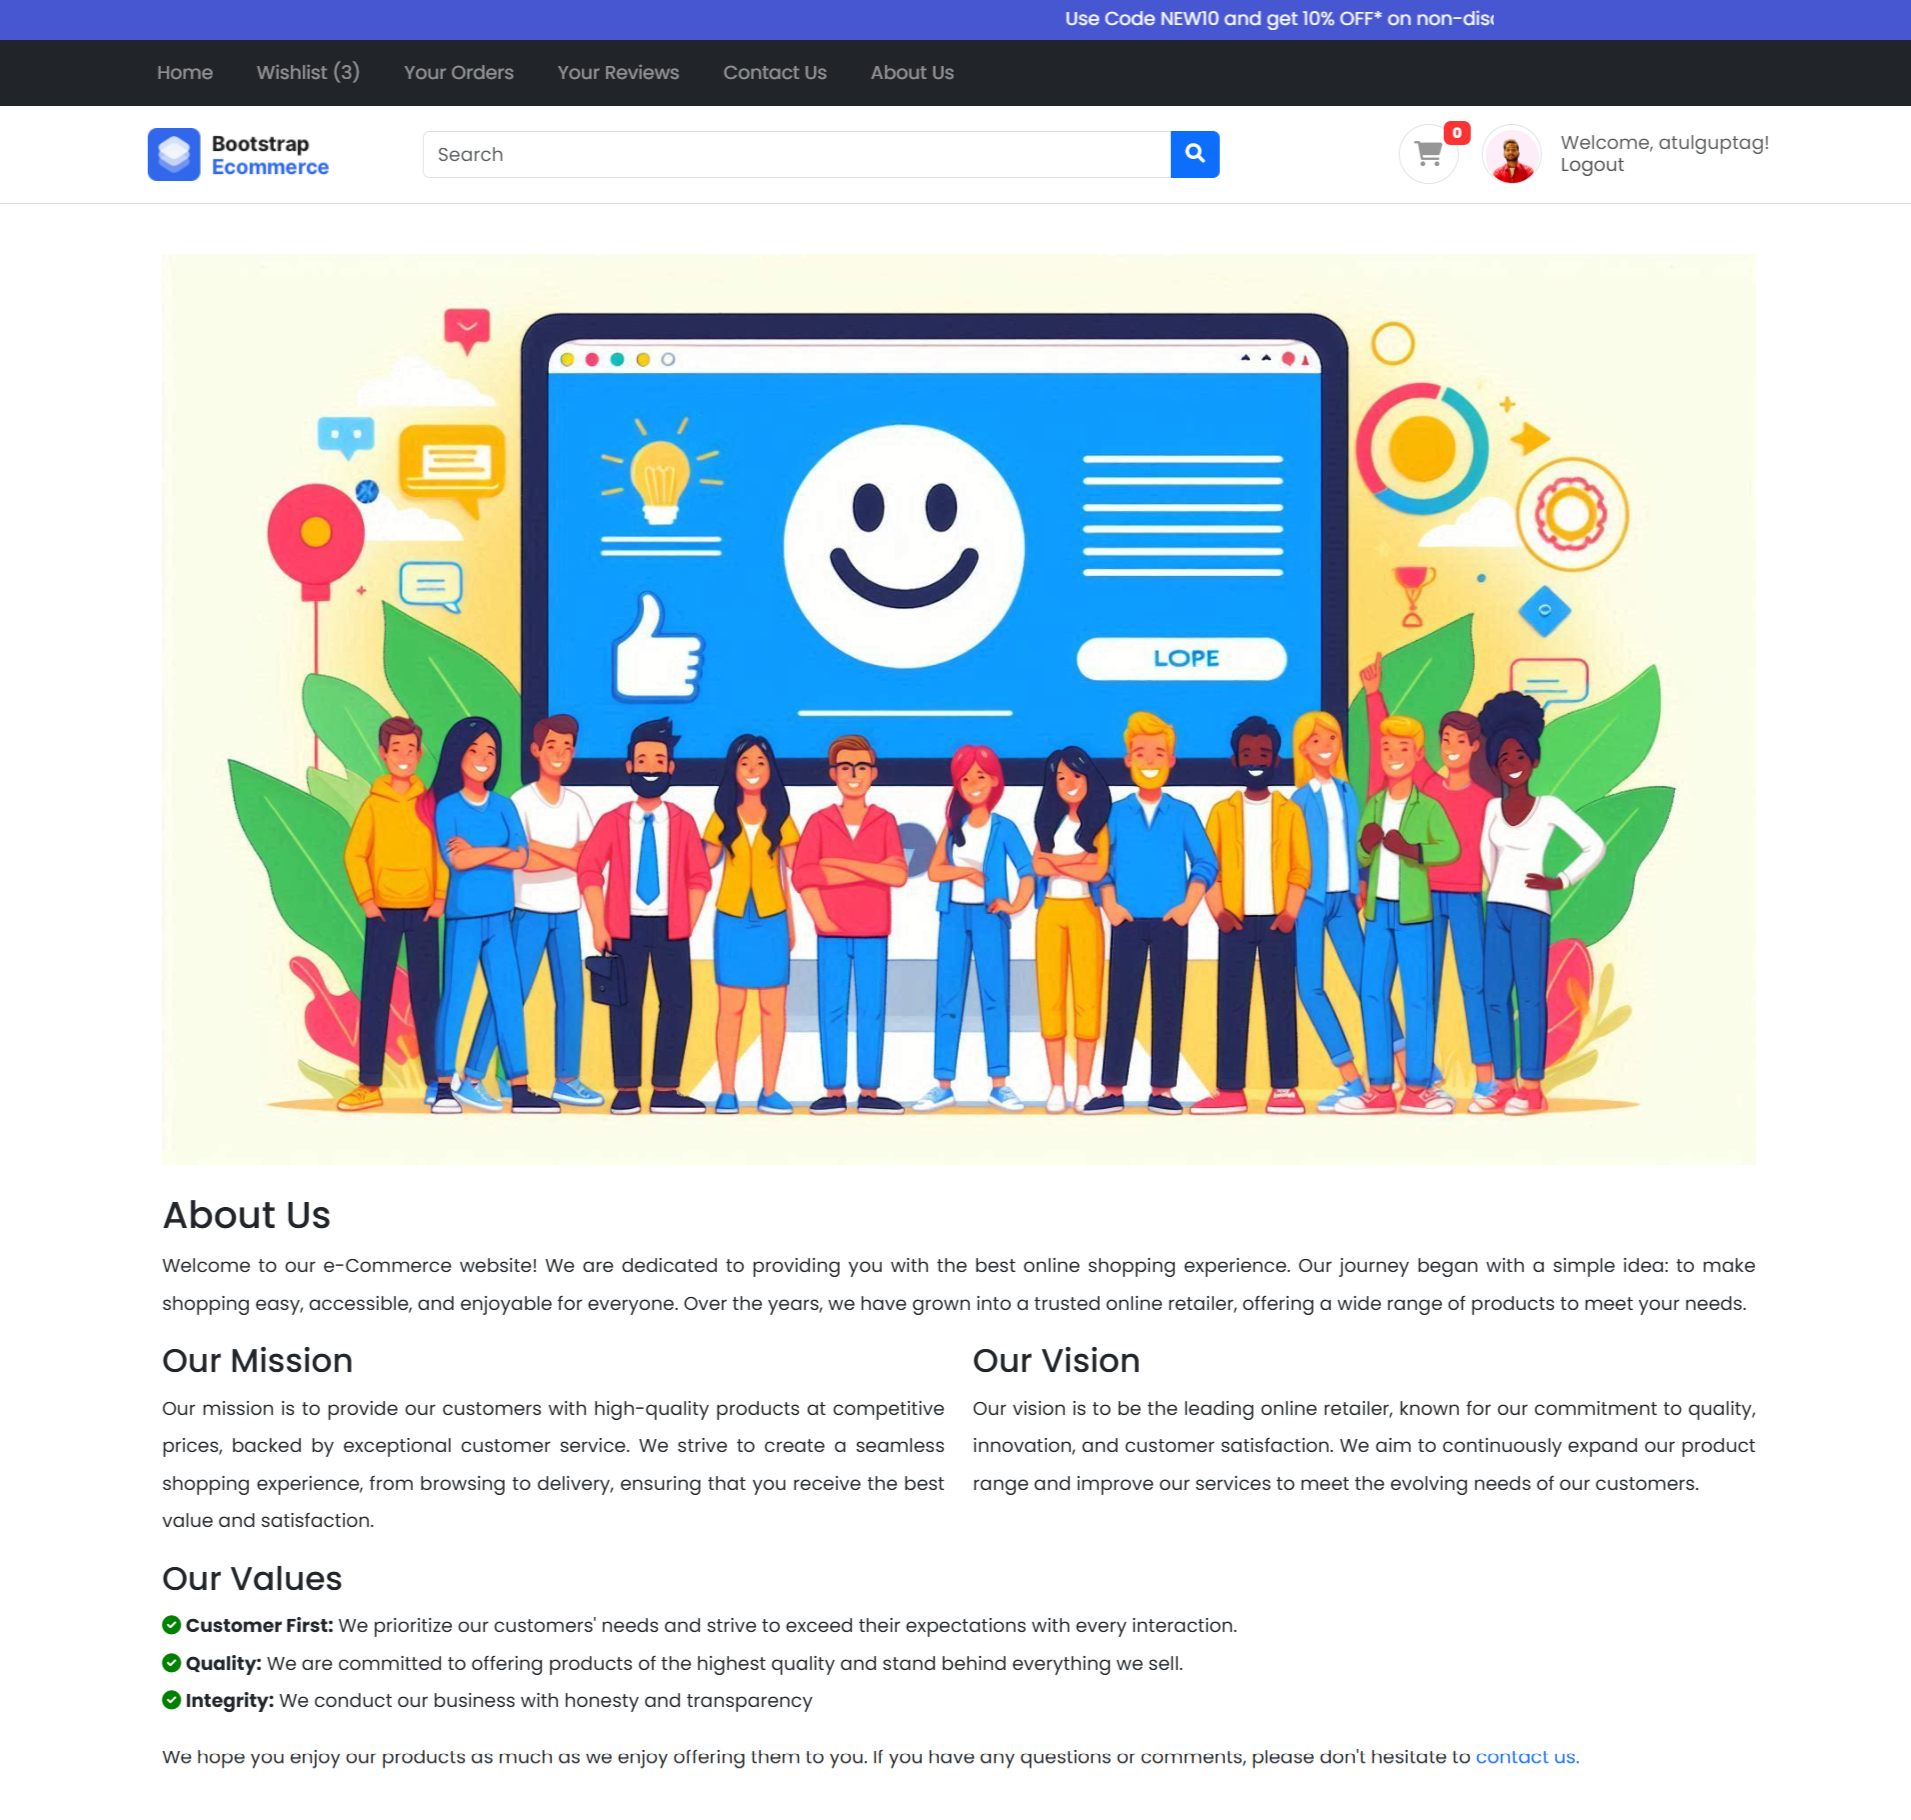 Use Code NEW10 and get 10% OFF* on non-disc
Home Wishlist (3) Your Orders Your Reviews Contact Us About Us
Bootstrap
Ecommerce
Search
0
Welcome, atulguptag!
Logout
LOPE
About Us
Welcome to our e-Commerce website! We are dedicated to providing you with the best online shopping experience. Our journey began with a simple idea: to make
shopping easy, accessible, and enjoyable for everyone. Over the years, we have grown into a trusted online retailer, offering a wide range of products to meet your needs.
Our Mission
Our mission is to provide our customers with high-quality products at competitive
prices, backed by exceptional customer service. We strive to create a seamless
shopping experience, from browsing to delivery, ensuring that you receive the best
value and satisfaction.
Our Vision
Our vision is to be the leading online retailer, known for our commitment to quality,
innovation, and customer satisfaction. We aim to continuously expand our product
range and improve our services to meet the evolving needs of our customers.
Our Values
Customer First: We prioritize our customers' needs and strive to exceed their expectations with every interaction.
Quality: We are committed to offering products of the highest quality and stand behind everything we sell.
Integrity: We conduct our business with honesty and transparency
We hope you enjoy our products as much as we enjoy offering them to you. If you have any questions or comments, please don't hesitate to contact us.